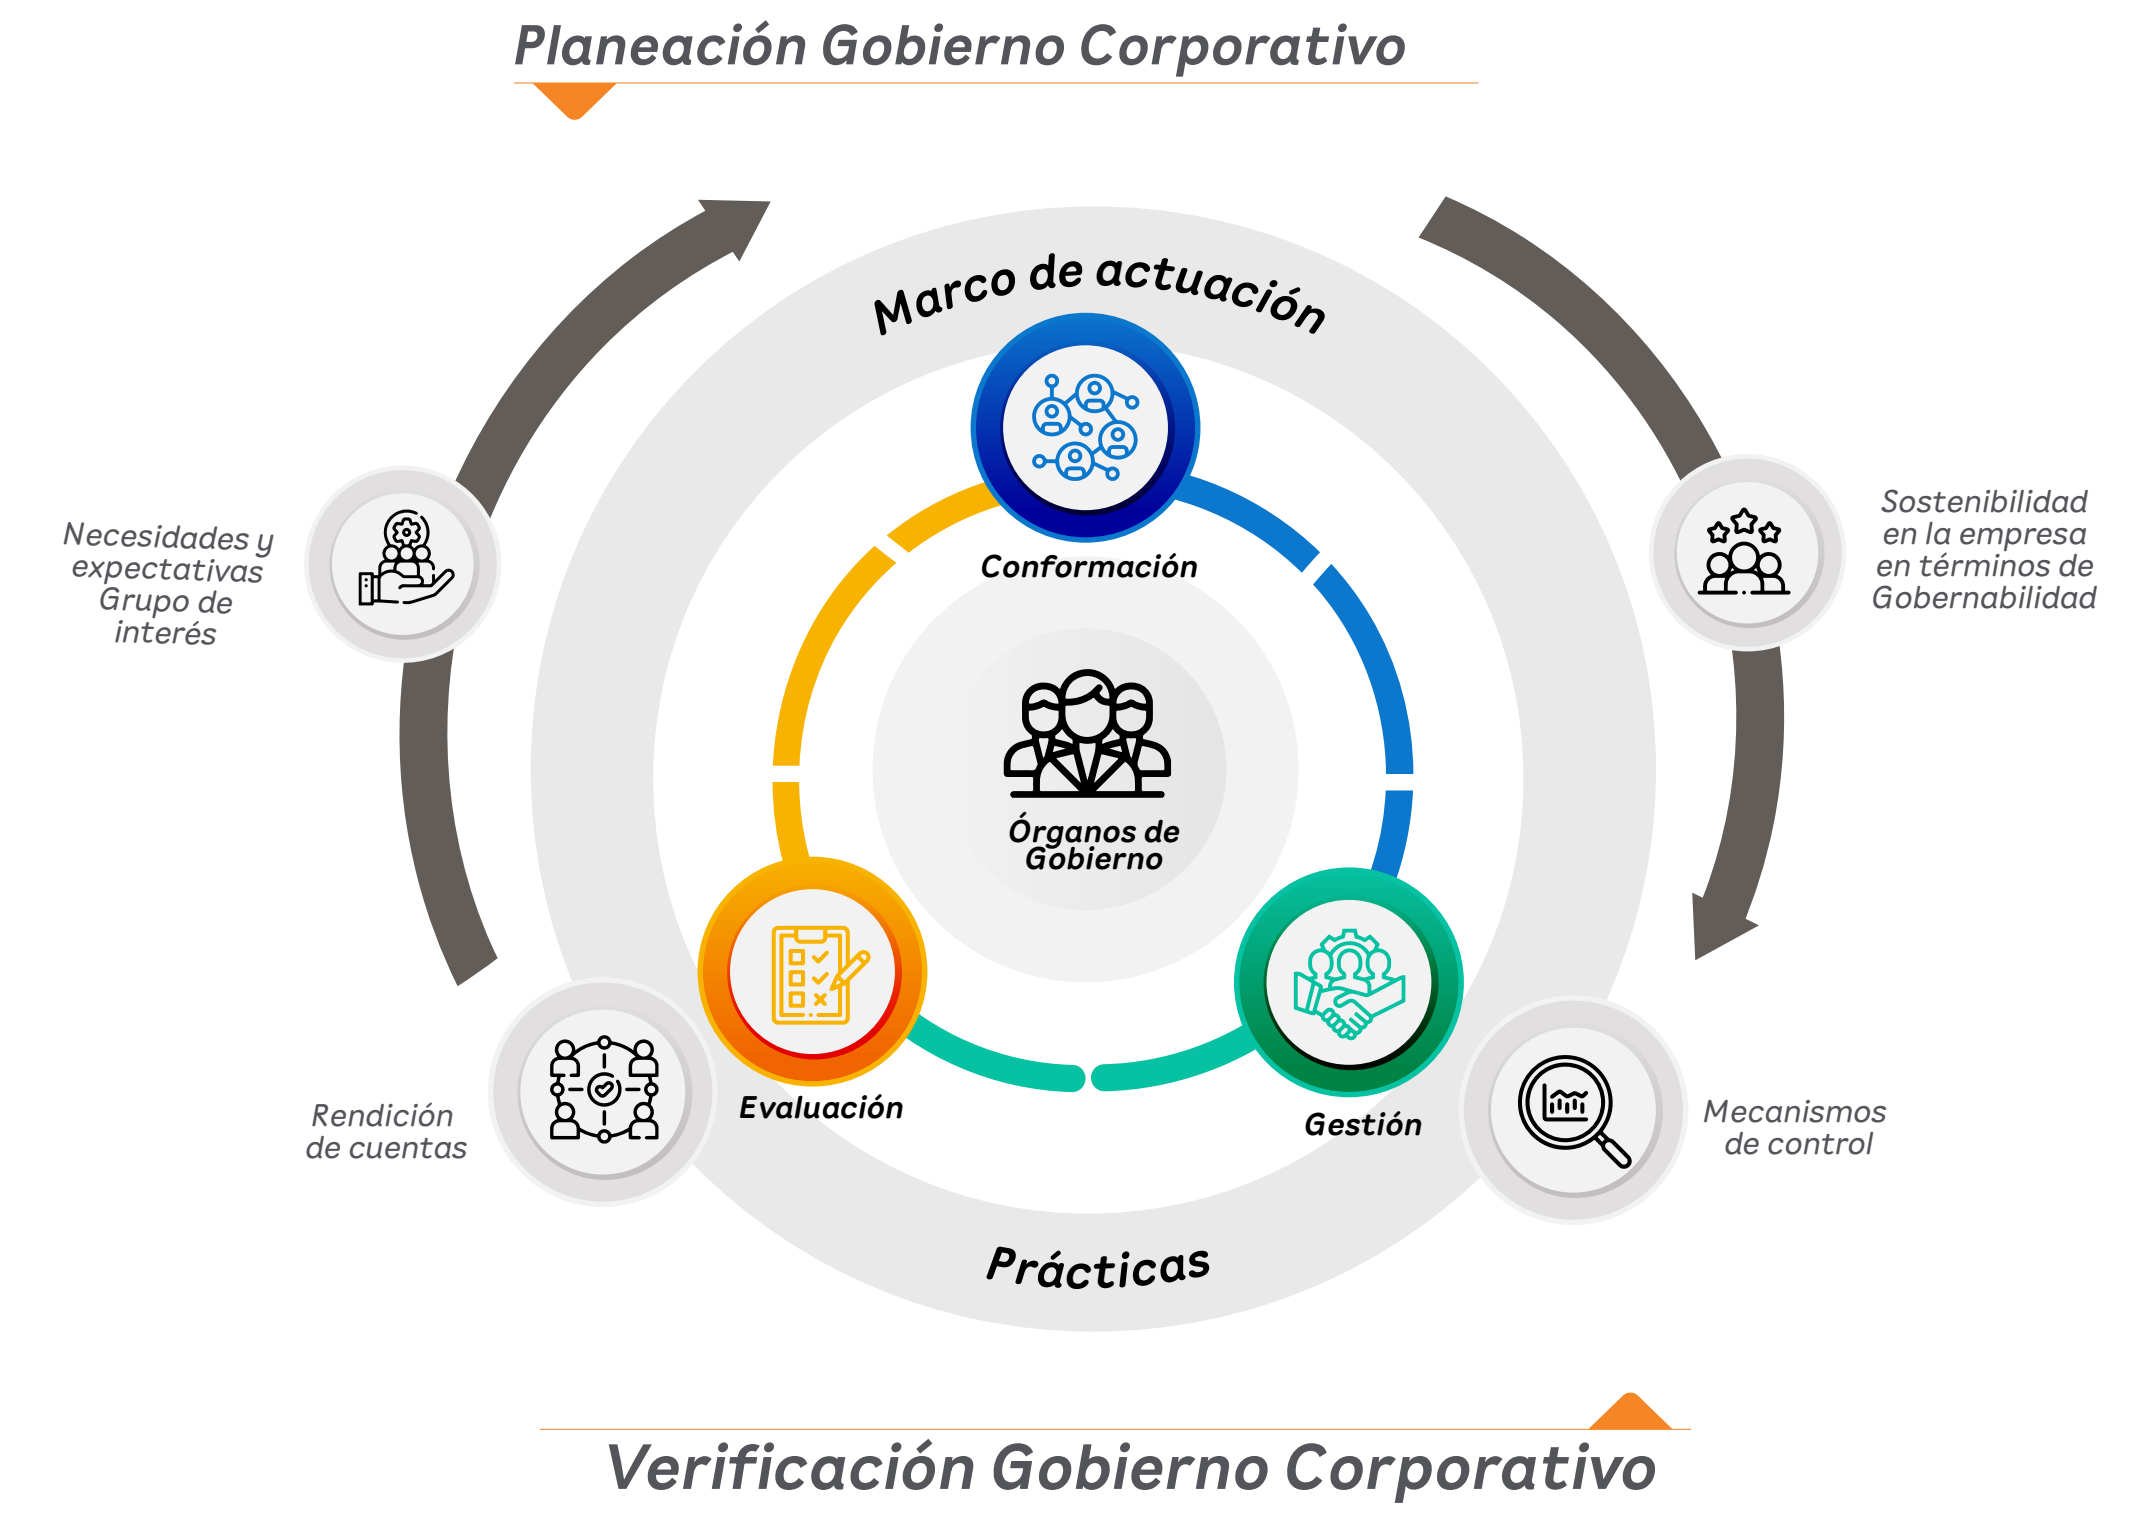 Planeación Gobierno Corporativo
Marco de actuación
Conformación
Necesidades y
expectativas
Grupo de
interés
Sostenibilidad
en la empresa
en términos de
Gobernabilidad
Órganos de
Gobierno
Evaluación
Gestión
Rendición
de cuentas
Mecanismos
de control
Prácticas
Verificación Gobierno Corporativo